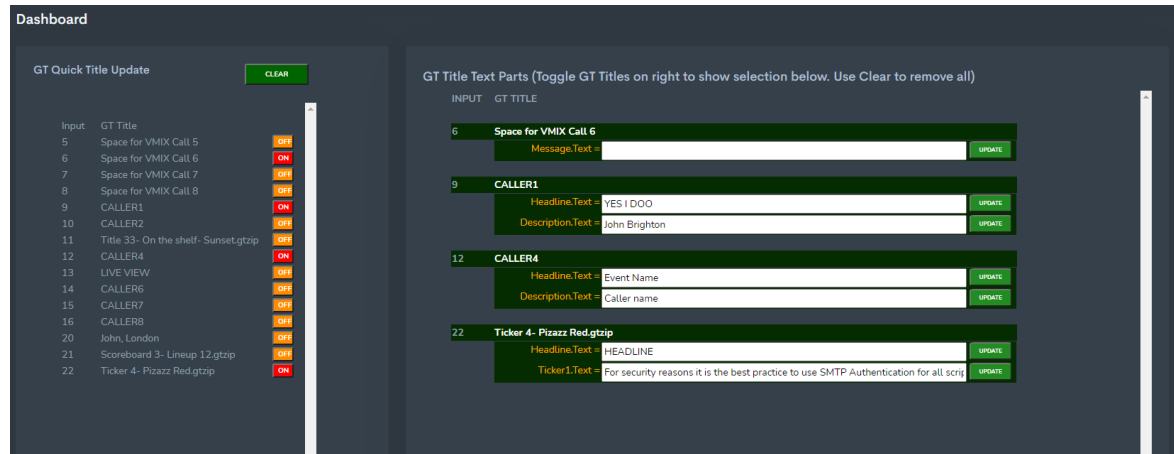 Dashboard
GT Quick Title Update
CLEAR
Input GT Title
5 Space for VMIX Call 5 OFF
6 Space for VMIX Call 6 ON
7 Space for VMIX Call 7 OFF
8 Space for VMIX Call 8 OFF
9 CALLER1 ON
10 CALLER2 OFF
11 Title 33- On the shelf- Sunset.gtzip OFF
12 CALLER4 ON
13 LIVE VIEW OFF
14 CALLER6 OFF
15 CALLER7 OFF
16 CALLER8 OFF
20 John, London OFF
21 Scoreboard 3- Lineup 12.gtzip OFF
22 Ticker 4- Pizazz Red.gtzip ON
GT Title Text Parts (Toggle GT Titles on right to show selection below. Use Clear to remove all)
INPUT GT TITLE
6 Space for VMIX Call 6
Message.Text = UPDATE
9 CALLER1
Headline.Text = YES I DOO UPDATE
Description.Text = John Brighton UPDATE
12 CALLER4
Headline.Text = Event Name UPDATE
Description.Text = Caller name UPDATE
22 Ticker 4- Pizazz Red.gtzip
Headline.Text = HEADLINE UPDATE
Ticker1.Text = For security reasons it is the best practice to use SMTP Authentication for all scrip UPDATE